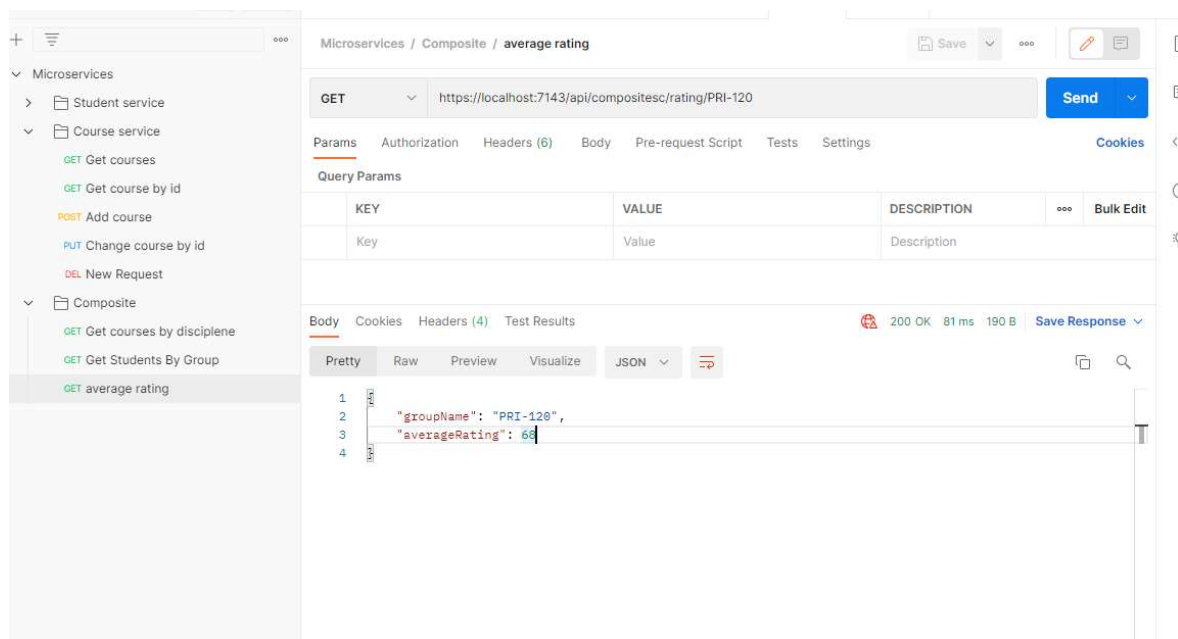 Microservices / Composite / average rating
Save
Microservices
Student service
Course service
GET Get courses
GET Get course by id
POST Add course
PUT Change course by id
DEL New Request
Composite
GET Get courses by disciplene
GET Get Students By Group
GET average rating
GET https://localhost:7143/api/compositesc/rating/PRI-120 Send
Params Authorization Headers (6) Body Pre-request Script Tests Settings Cookies
Query Params
KEY VALUE DESCRIPTION Bulk Edit
Key Value Description
Body Cookies Headers (4) Test Results 200 OK 81 ms 190 B Save Response
Pretty Raw Preview Visualize JSON
1 {
2 "groupName": "PRI-120",
3 "averageRating": 68
4 }